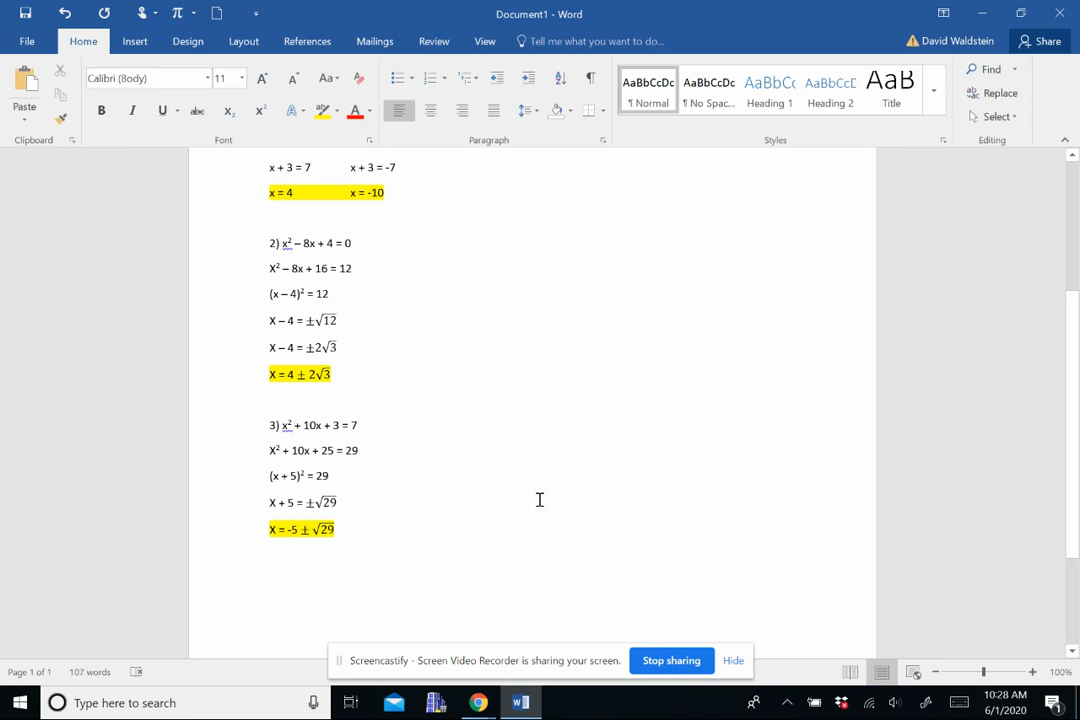 Document1 - Word
File Home Insert Design Layout References Mailings Review View Tell me what you want to do... David Waldstein Share
Calibri (Body) 11 Aa AaBbCcDc AaBbCcDc AaBbCc AaBbCcD AaB Find
Paste B I U abc X₂ X² A A ¶ Normal ¶ No Spac... Heading 1 Heading 2 Title Replace
Select
Clipboard Font Paragraph Styles Editing
x + 3 = 7 x + 3 = -7
x = 4 x = -10
2) x² – 8x + 4 = 0
X² – 8x + 16 = 12
(x – 4)² = 12
X – 4 = ±√12
X – 4 = ±2√3
X = 4 ± 2√3
3) x² + 10x + 3 = 7
X² + 10x + 25 = 29
(x + 5)² = 29
X + 5 = ±√29
X = -5 ± √29
Screencastify - Screen Video Recorder is sharing your screen. Stop sharing Hide
Page 1 of 1 107 words 100%
Type here to search 10:28 AM
6/1/2020